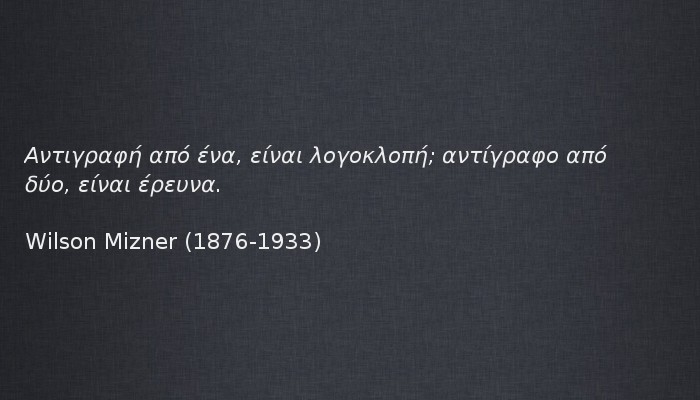 Αντιγραφή από ένα, είναι λογοκλοπή; αντίγραφο από
δύο, είναι έρευνα.
Wilson Mizner (1876-1933)